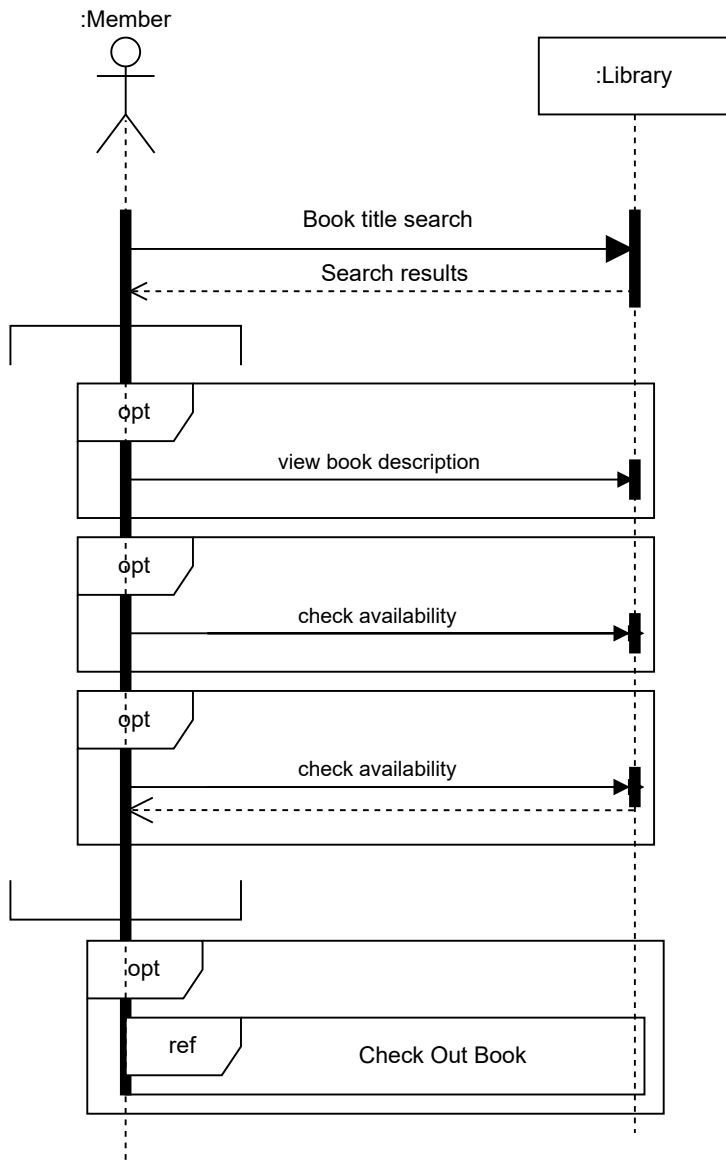 :Member
:Library
Book title search
Search results
opt
view book description
opt
check availability
opt
check availability
opt
ref
Check Out Book